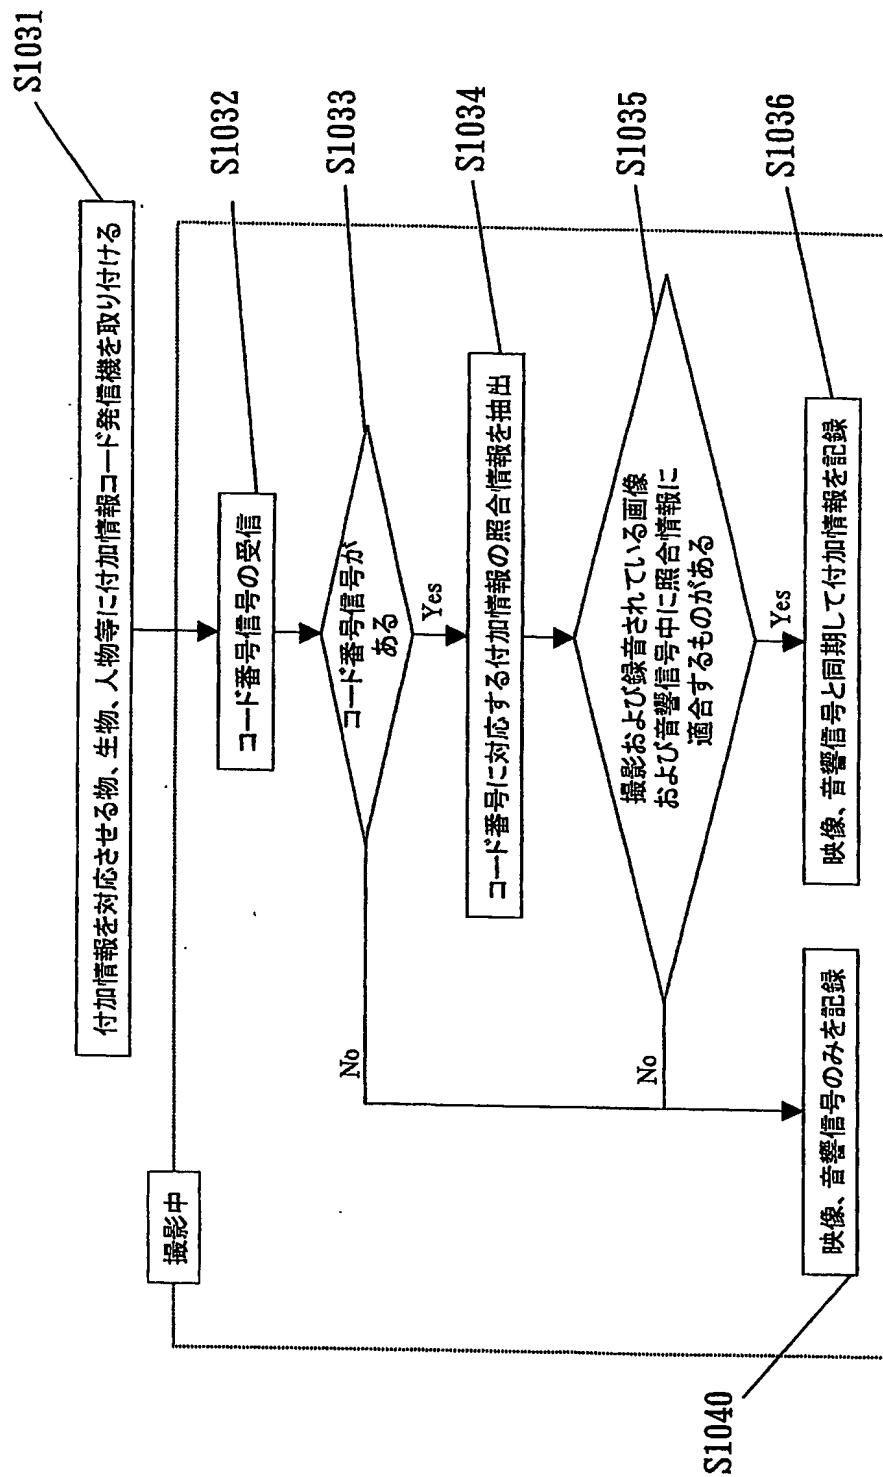 付加情報を対応させる物、生物、人物等に付加情報コード発信機を取り付ける
S1031
撮影中
コード番号信号の受信
S1032
コード番号信号が
ある
S1033
No
Yes
コード番号に対応する付加情報の照合情報を抽出
S1034
撮影および録音されている画像
および音響信号中に照合情報に
適合するものがある
S1035
No
Yes
映像、音響信号のみを記録
S1040
映像、音響信号と同期して付加情報を記録
S1036